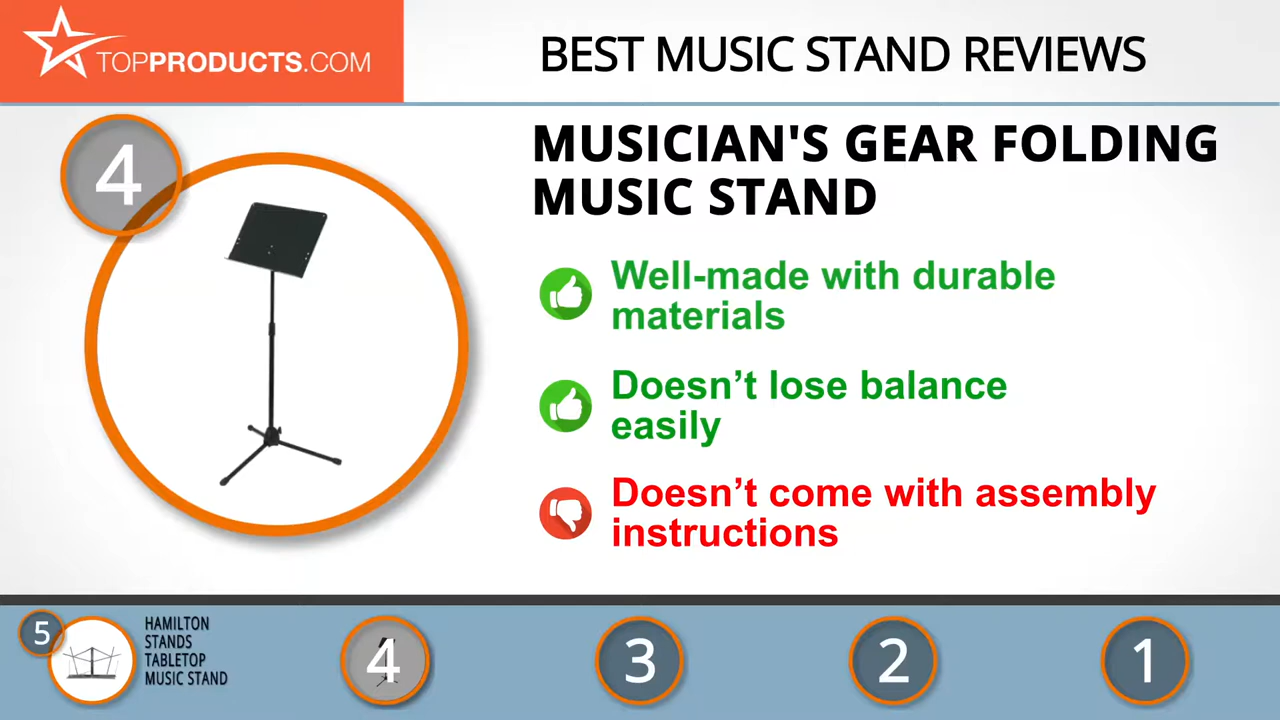 TOPPRODUCTS.COM
BEST MUSIC STAND REVIEWS
4
MUSICIAN'S GEAR FOLDING
MUSIC STAND
Well-made with durable
materials
Doesn’t lose balance
easily
Doesn’t come with assembly
instructions
5
HAMILTON
STANDS
TABLETOP
MUSIC STAND
4
3
2
1